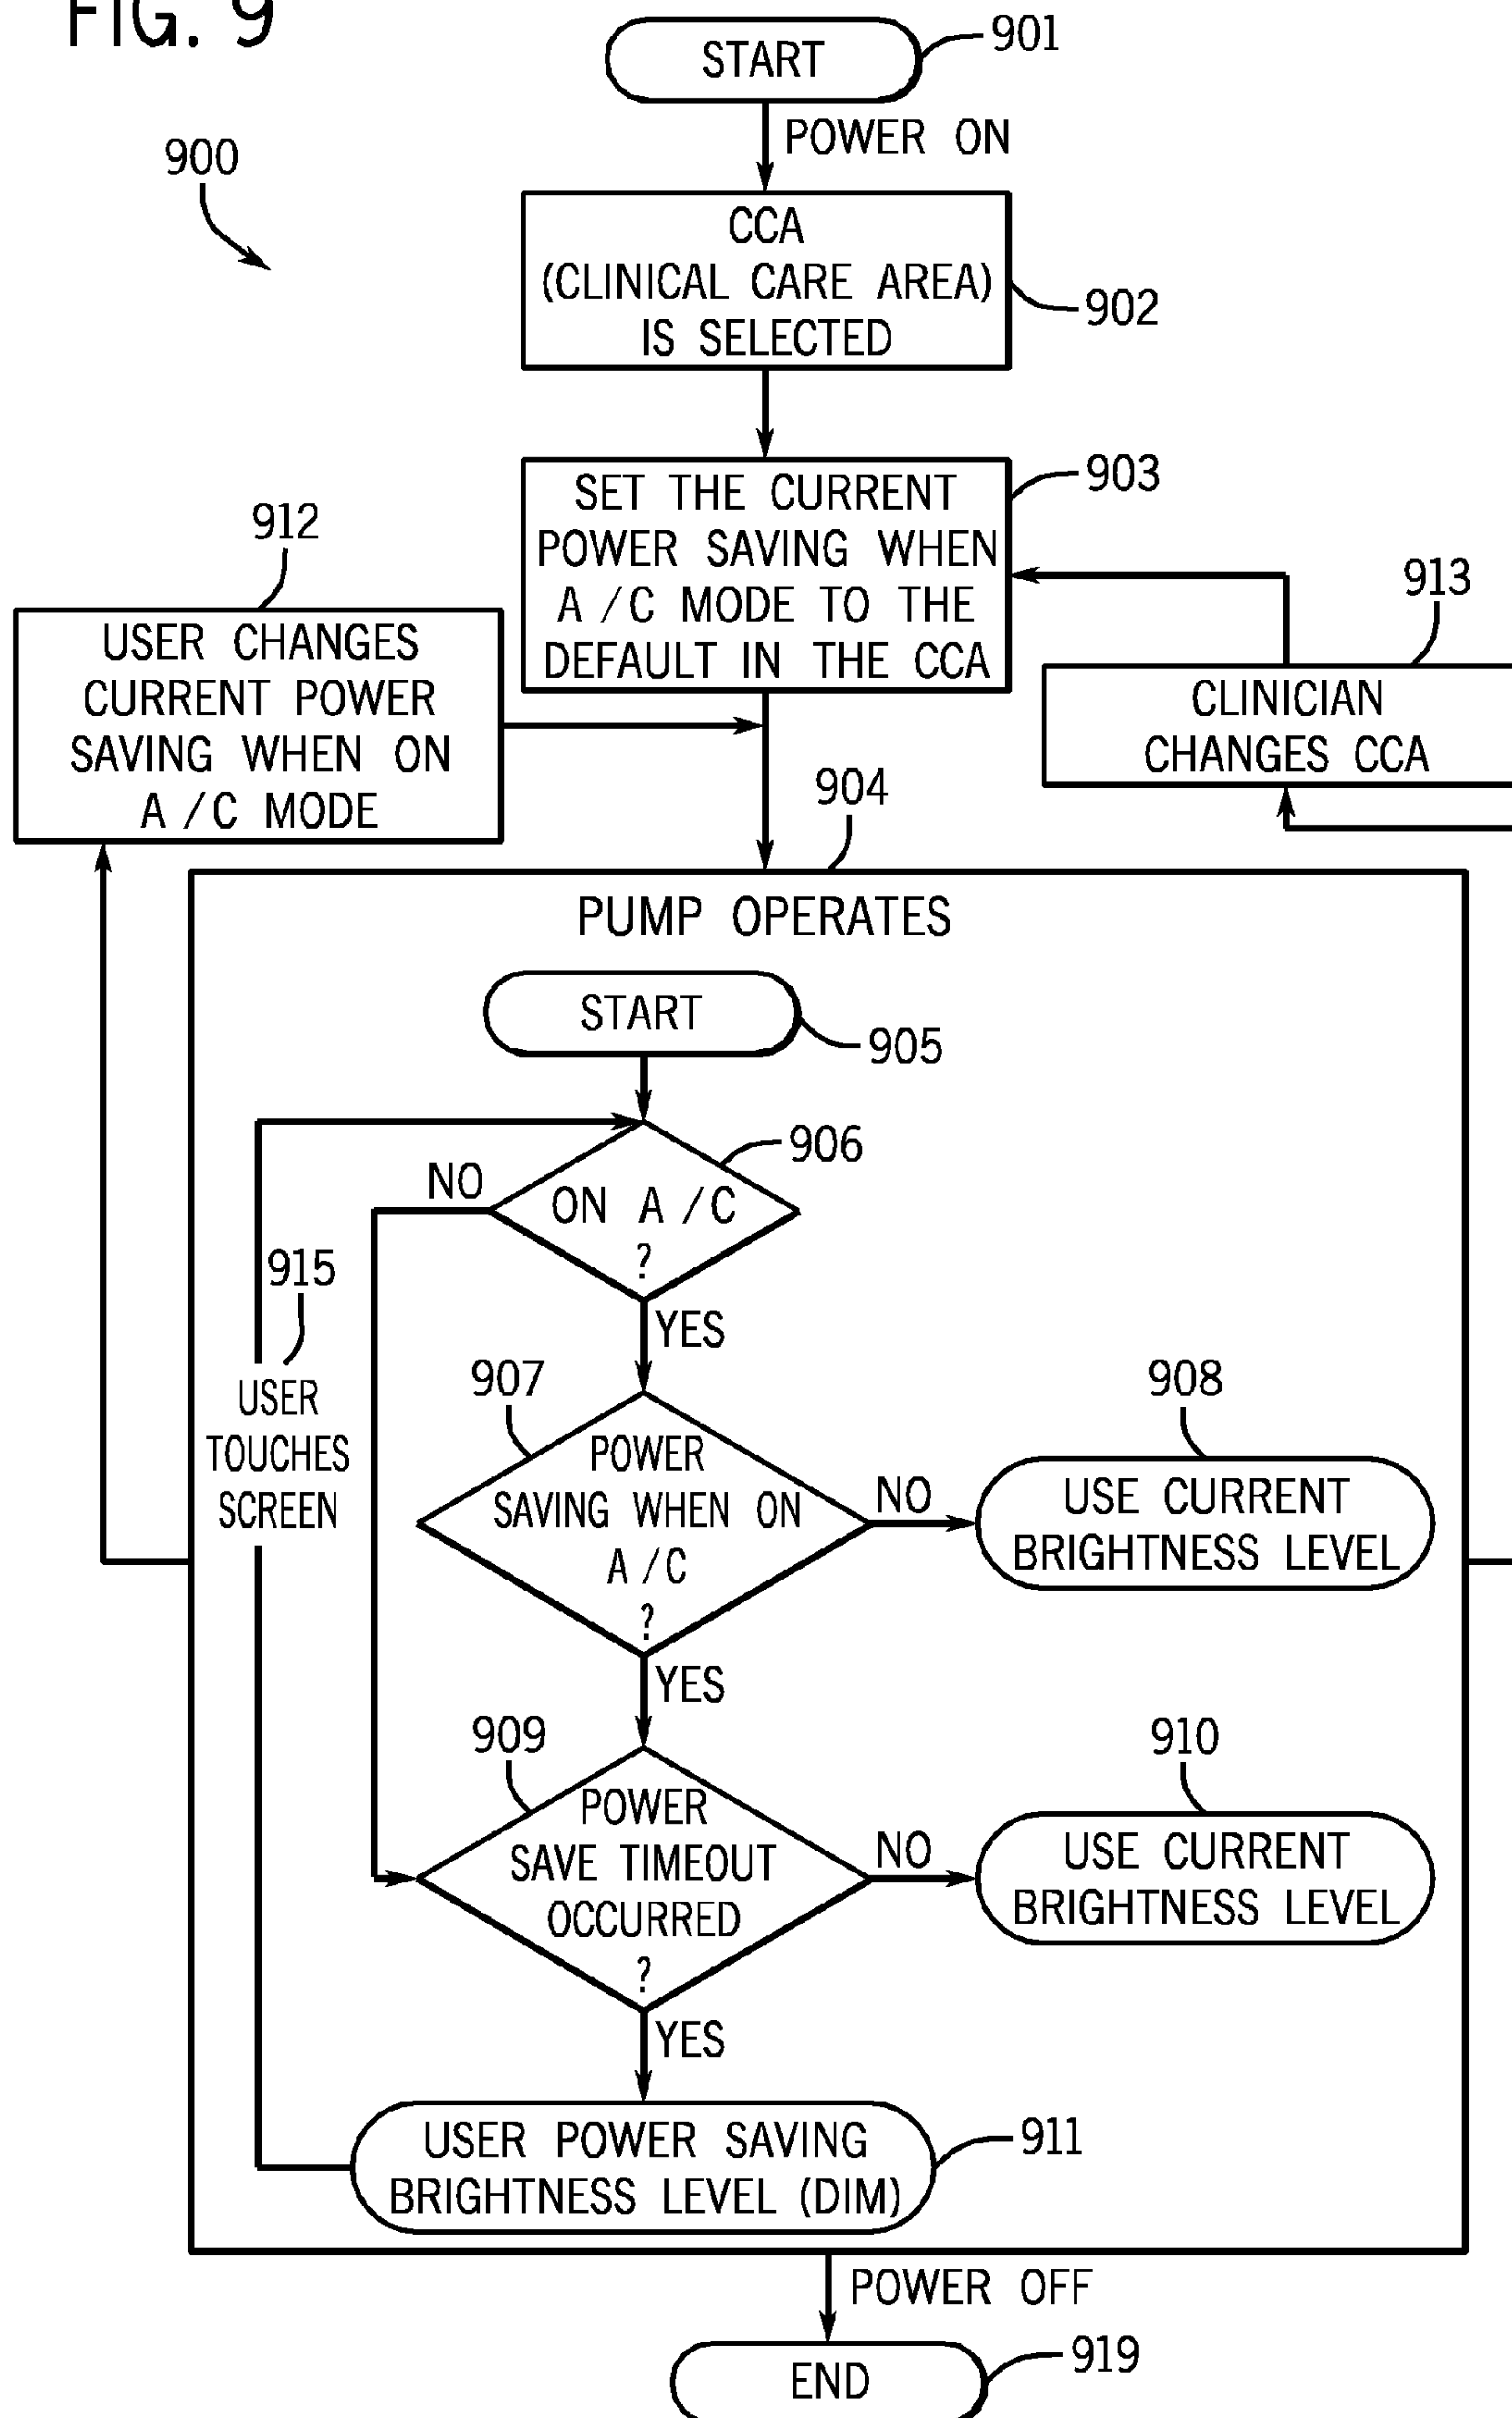 FIG. 9
START
901
POWER ON
900
CCA
(CLINICAL CARE AREA)
IS SELECTED
902
SET THE CURRENT
POWER SAVING WHEN
A/C MODE TO THE
DEFAULT IN THE CCA
903
912
USER CHANGES
CURRENT POWER
SAVING WHEN ON
A/C MODE
913
CLINICIAN
CHANGES CCA
904
PUMP OPERATES
START
905
906
NO
ON A/C
?
YES
915
USER
TOUCHES
SCREEN
907
POWER
SAVING WHEN ON
A/C
?
NO
908
USE CURRENT
BRIGHTNESS LEVEL
YES
909
POWER
SAVE TIMEOUT
OCCURRED
?
NO
910
USE CURRENT
BRIGHTNESS LEVEL
YES
USER POWER SAVING
BRIGHTNESS LEVEL (DIM)
911
POWER OFF
END
919